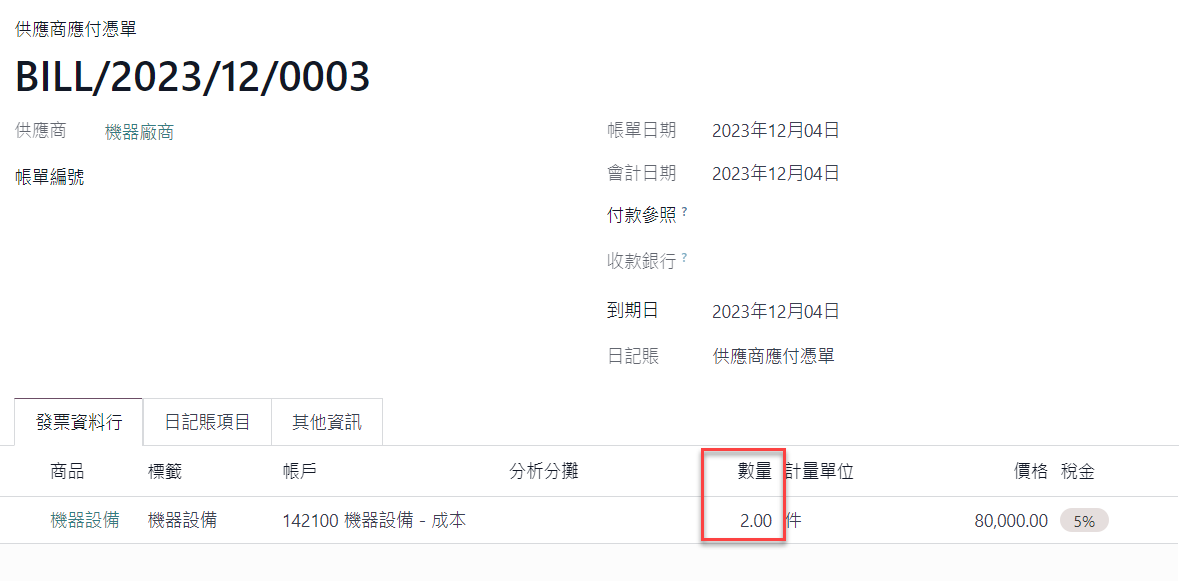 供應商應付憑單
BILL/2023/12/0003
供應商 機器廠商
帳單日期 2023年12月04日
會計日期 2023年12月04日
帳單編號
付款參照 ?
收款銀行 ?
到期日 2023年12月04日
日記賬 供應商應付憑單
發票資料行 日記賬項目 其他資訊
商品 標籤 帳戶 分析分攤 數量 計量單位 價格 稅金
機器設備 機器設備 142100 機器設備 - 成本 2.00 件 80,000.00 5%